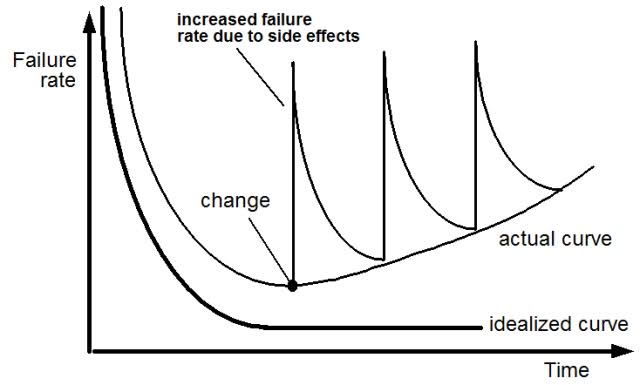 increased failure
rate due to side effects
Failure
rate
change
actual curve
idealized curve
Time